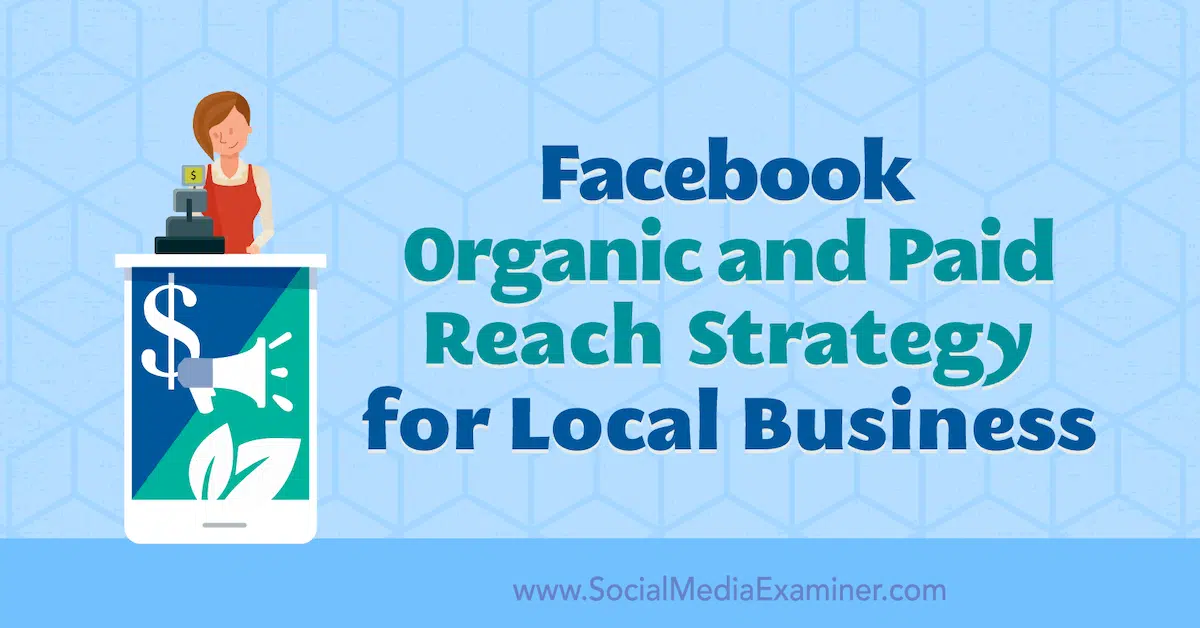 $
$
Facebook
Organic and Paid
Reach Strategy
for Local Business
www.SocialMediaExaminer.com